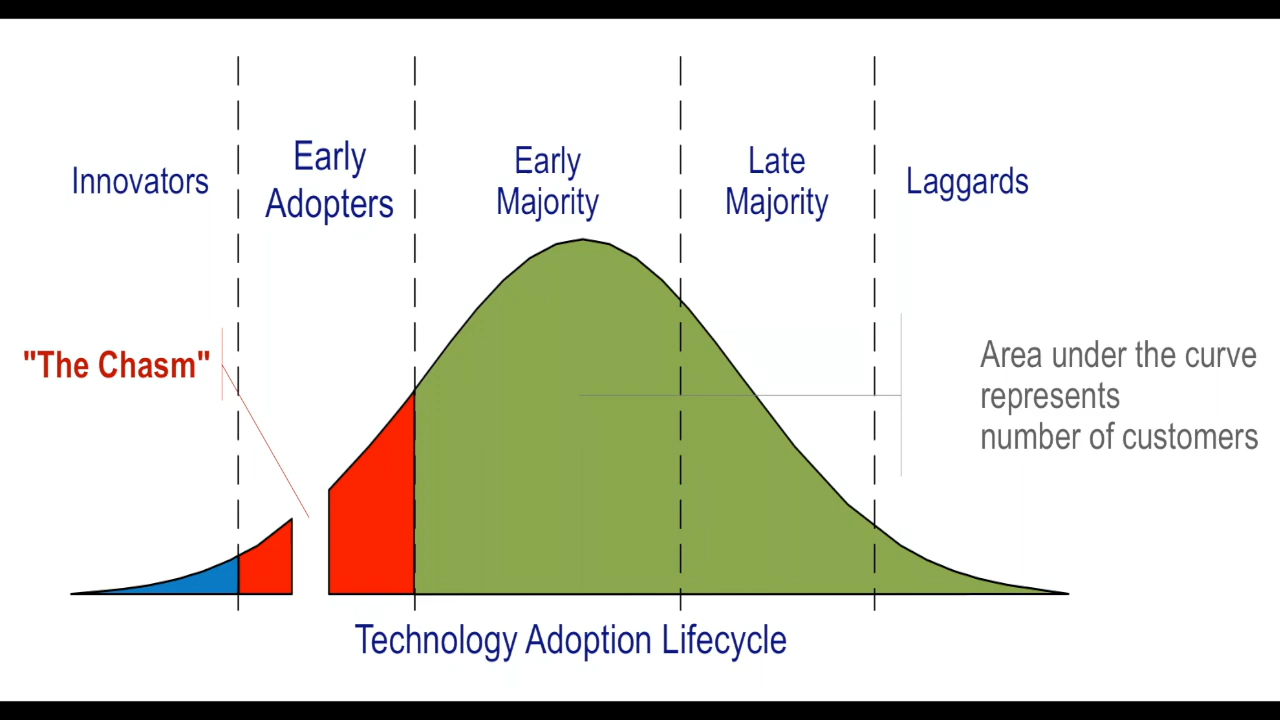 Innovators
Early
Adopters
Early
Majority
Late
Majority
Laggards
"The Chasm"
Area under the curve
represents
number of customers
Technology Adoption Lifecycle